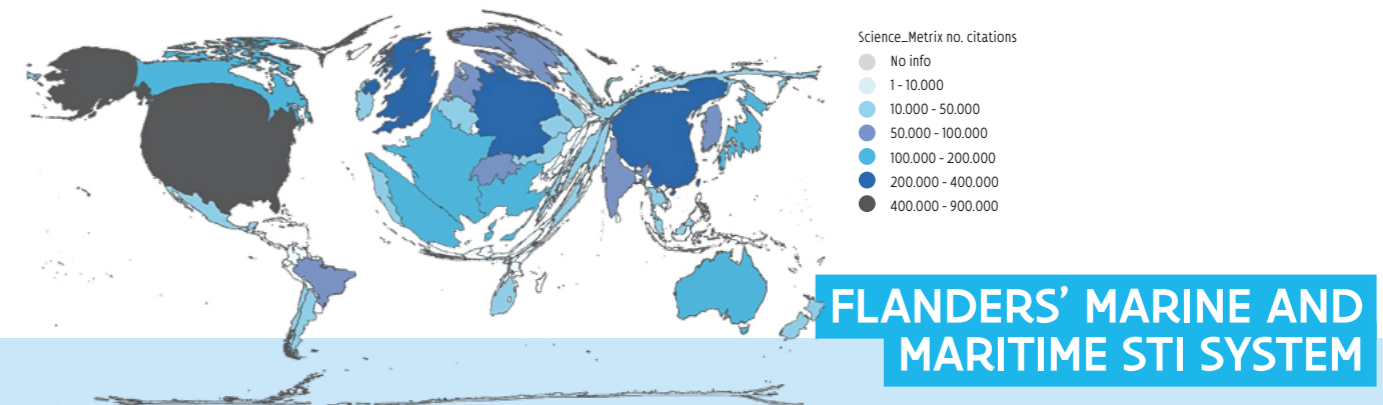 Science_Metrix no. citations
No info
1 - 10.000
10.000 - 50.000
50.000 - 100.000
100.000 - 200.000
200.000 - 400.000
400.000 - 900.000
FLANDERS’ MARINE AND
MARITIME STI SYSTEM